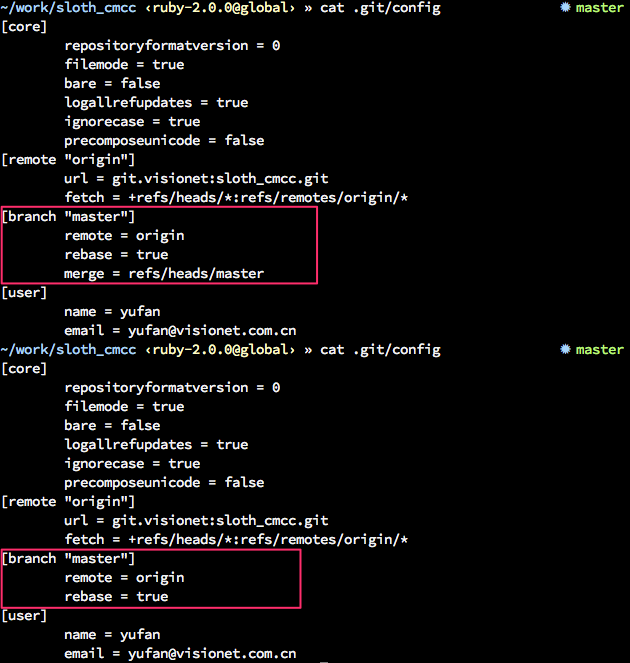 ~/work/sloth_cmcc ‹ruby-2.0.0@global› » cat .git/config ✹ master
[core]
        repositoryformatversion = 0
        filemode = true
        bare = false
        logallrefupdates = true
        ignorecase = true
        precomposeunicode = false
[remote "origin"]
        url = git.visionet:sloth_cmcc.git
        fetch = +refs/heads/*:refs/remotes/origin/*
[branch "master"]
        remote = origin
        rebase = true
        merge = refs/heads/master
[user]
        name = yufan
        email = yufan@visionet.com.cn
~/work/sloth_cmcc ‹ruby-2.0.0@global› » cat .git/config ✹ master
[core]
        repositoryformatversion = 0
        filemode = true
        bare = false
        logallrefupdates = true
        ignorecase = true
        precomposeunicode = false
[remote "origin"]
        url = git.visionet:sloth_cmcc.git
        fetch = +refs/heads/*:refs/remotes/origin/*
[branch "master"]
        remote = origin
        rebase = true
[user]
        name = yufan
        email = yufan@visionet.com.cn